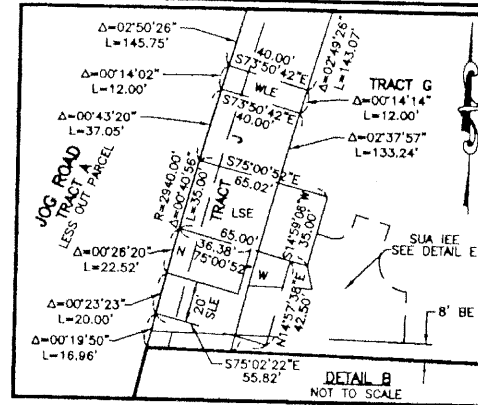 Δ=02°50'26"
L=145.75'
Δ=00°14'02"
L=12.00'
Δ=00°43'20"
L=37.05'
JOG ROAD
TRACT A
LESS OUT PARCEL
R=2940.00'
Δ=00°40'56"
L=35.00'
Δ=00°26'20"
L=22.52'
Δ=00°23'23"
L=20.00'
Δ=00°19'50"
L=16.96'
40.00'
S73°50'42"E
WLE
S73°50'42"E
40.00'
J
S75°00'52"E
65.02'
TRACT
LSE
65.00'
36.38'
75°00'52
N
W
20'
SLE
S75°02'22"E
55.82'
Δ=02°49'26"
L=143.07'
TRACT G
Δ=00°14'14"
L=12.00'
Δ=02°37'57"
L=133.24'
S14°59'08"W
35.00'
N14°57'38"E
42.50'
SUA IEE
SEE DETAIL E
8' BE
DETAIL B
NOT TO SCALE